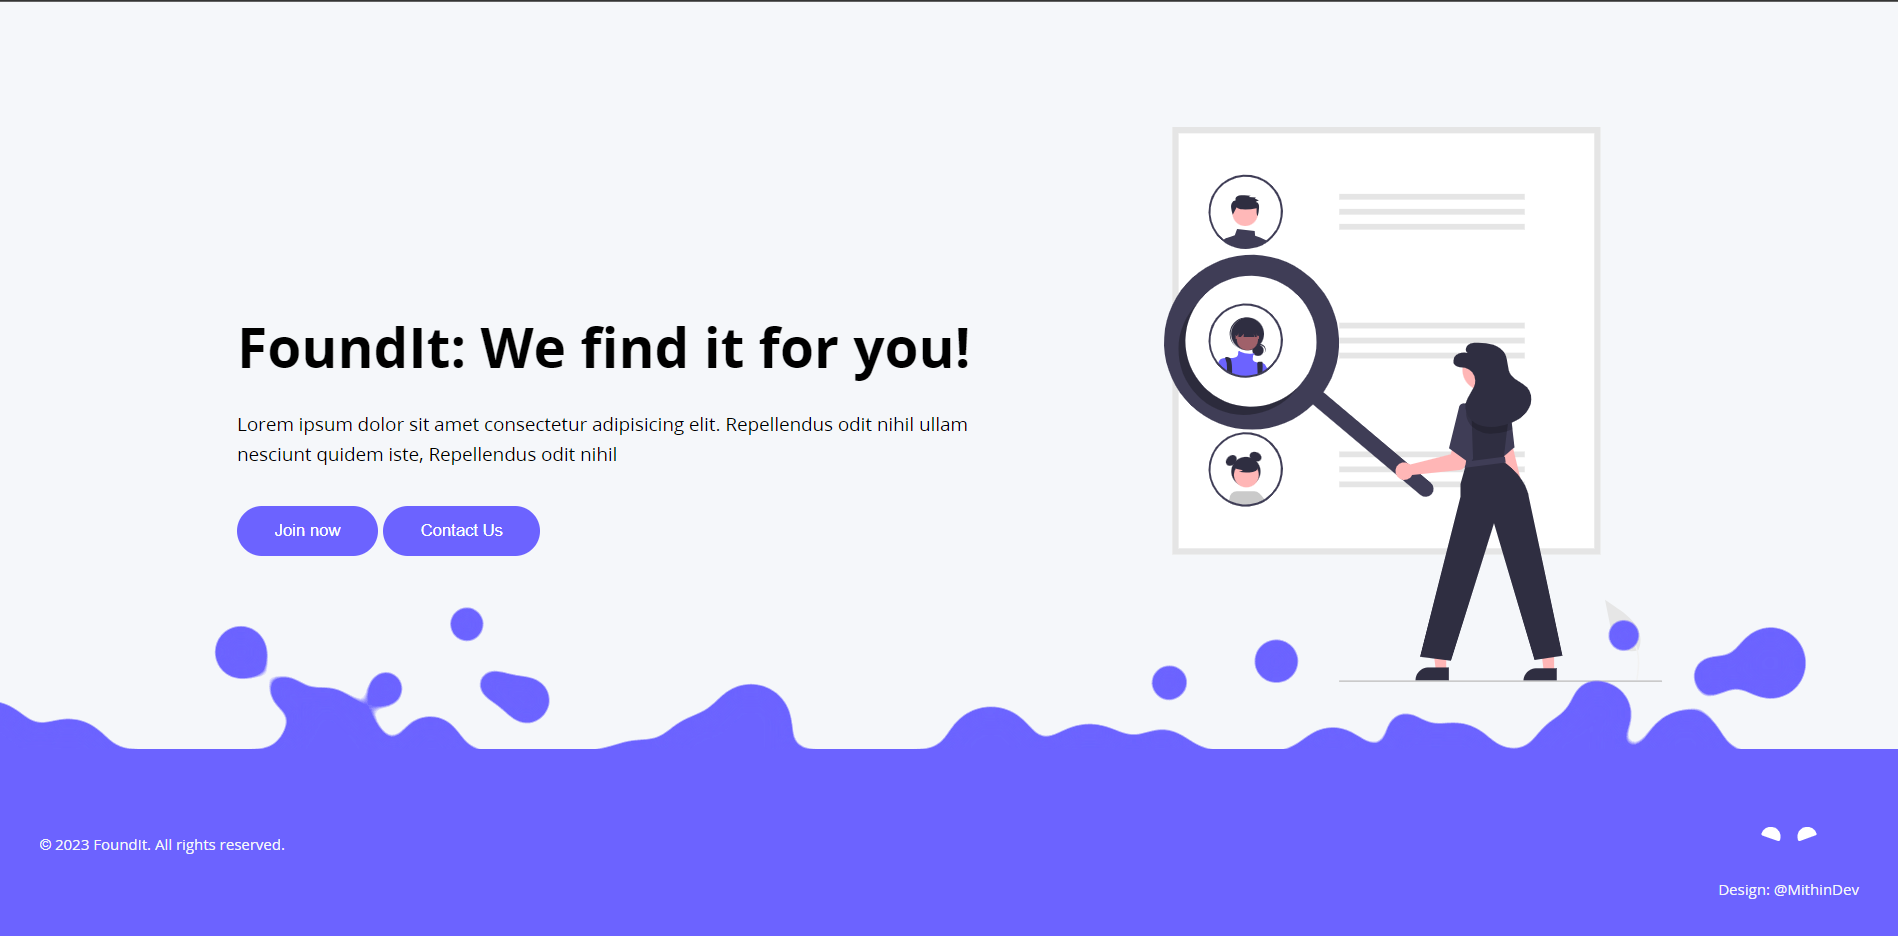 FoundIt: We find it for you!
Lorem ipsum dolor sit amet consectetur adipisicing elit. Repellendus odit nihil ullam
nesciunt quidem iste, Repellendus odit nihil
Join now
Contact Us
© 2023 FoundIt. All rights reserved.
Design: @MithinDev